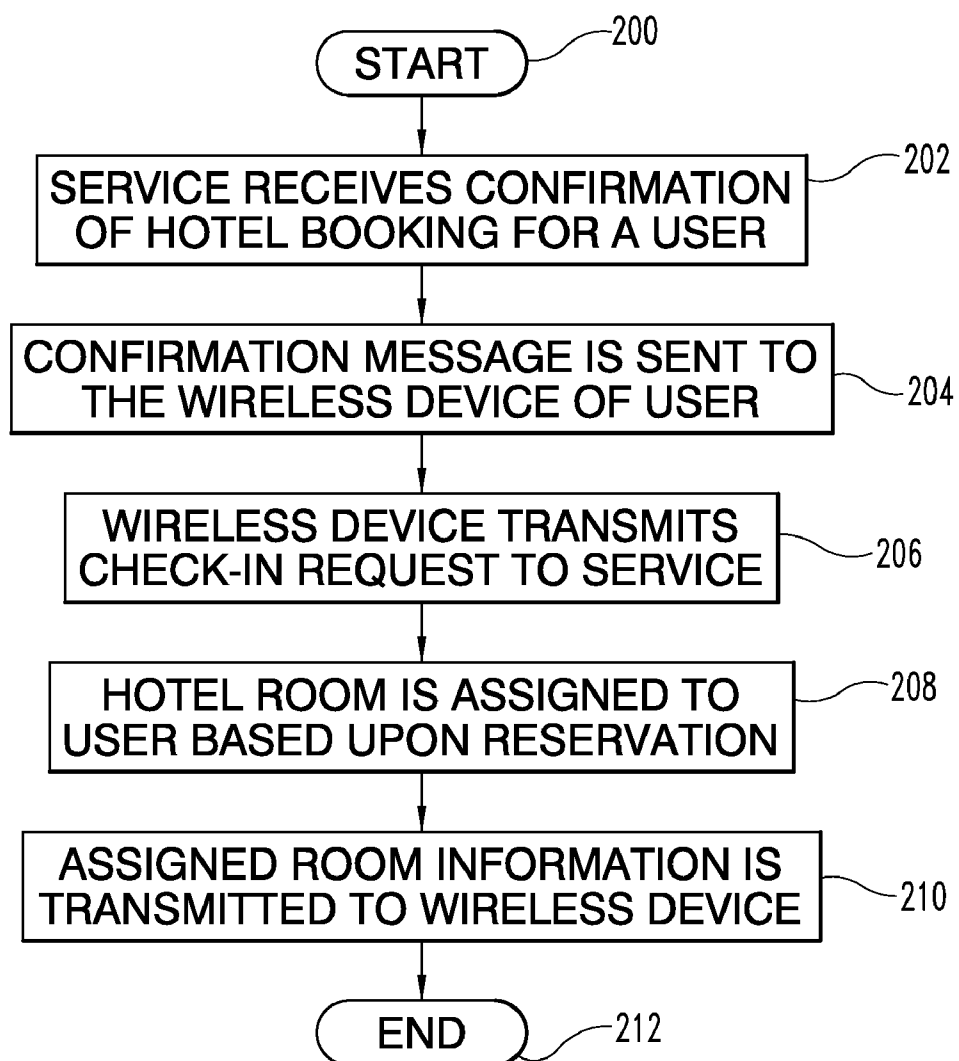 START
200
SERVICE RECEIVES CONFIRMATION
OF HOTEL BOOKING FOR A USER
202
CONFIRMATION MESSAGE IS SENT TO
THE WIRELESS DEVICE OF USER
204
WIRELESS DEVICE TRANSMITS
CHECK-IN REQUEST TO SERVICE
206
HOTEL ROOM IS ASSIGNED TO
USER BASED UPON RESERVATION
208
ASSIGNED ROOM INFORMATION IS
TRANSMITTED TO WIRELESS DEVICE
210
END
212